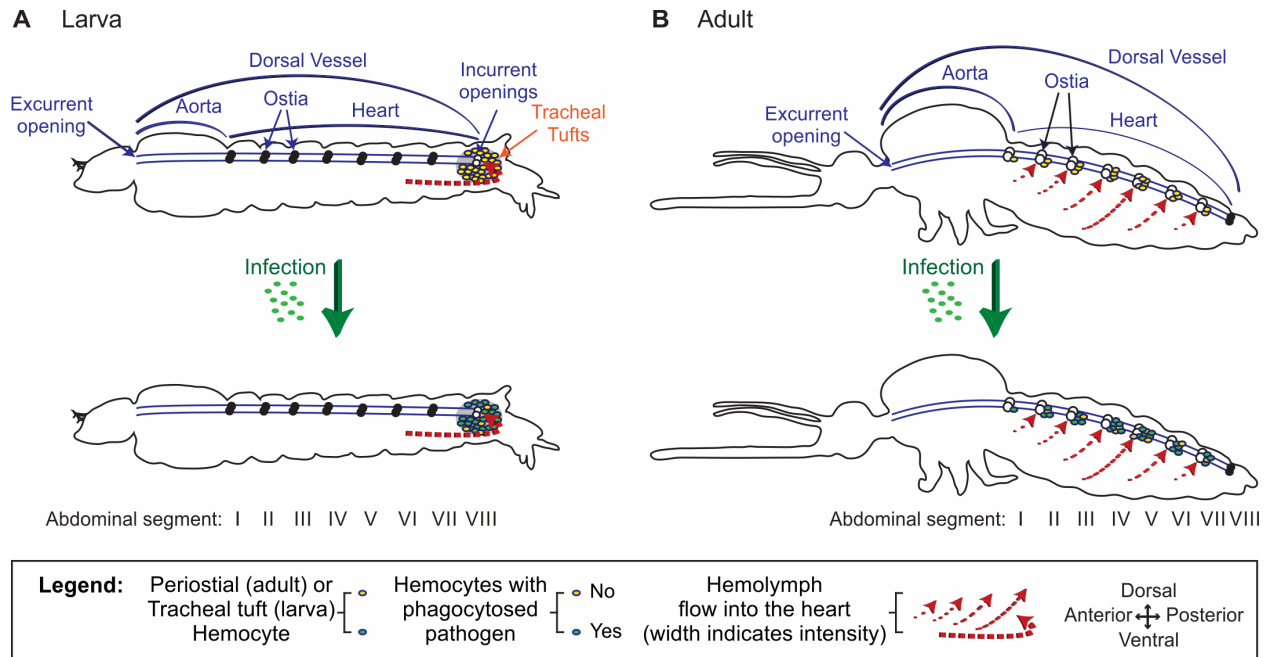 A Larva
Dorsal Vessel
Aorta
Ostia
Heart
Excurrent
opening
Incurrent
openings
Tracheal
Tufts
Infection
Abdominal segment: I II III IV V VI VII VIII
B Adult
Dorsal Vessel
Aorta
Ostia
Heart
Excurrent
opening
Infection
Abdominal segment: I II III IV V VI VII VIII
Legend:
Periostial (adult) or
Tracheal tuft (larva)
Hemocyte
Hemocytes with
phagocytosed
pathogen
No
Yes
Hemolymph
flow into the heart
(width indicates intensity)
Dorsal
Anterior Posterior
Ventral